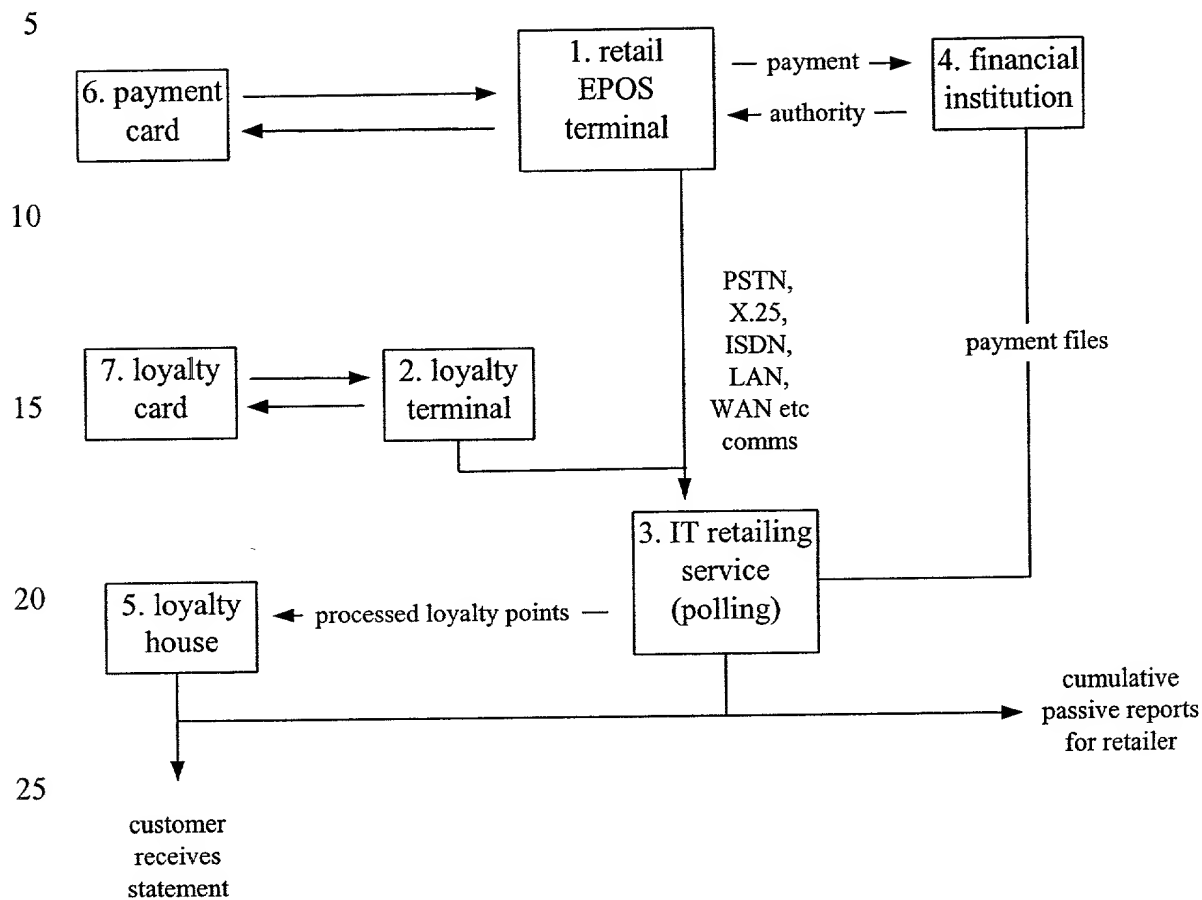 5
1. retail
EPOS
terminal
payment
authority
4. financial
institution
6. payment
card
10
PSTN,
X.25,
ISDN,
LAN,
WAN etc
comms
payment files
7. loyalty
card
2. loyalty
terminal
15
3. IT retailing
service
(polling)
20
5. loyalty
house
processed loyalty points
cumulative
passive reports
for retailer
25
customer
receives
statement